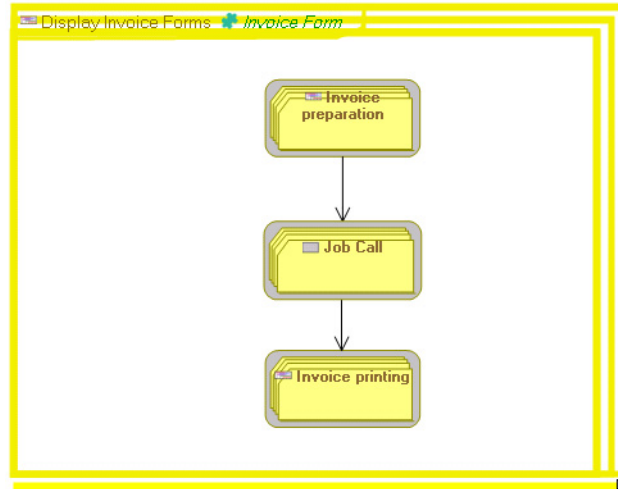 Display Invoice Forms Invoice Form
Invoice
preparation
Job Call
Invoice printing